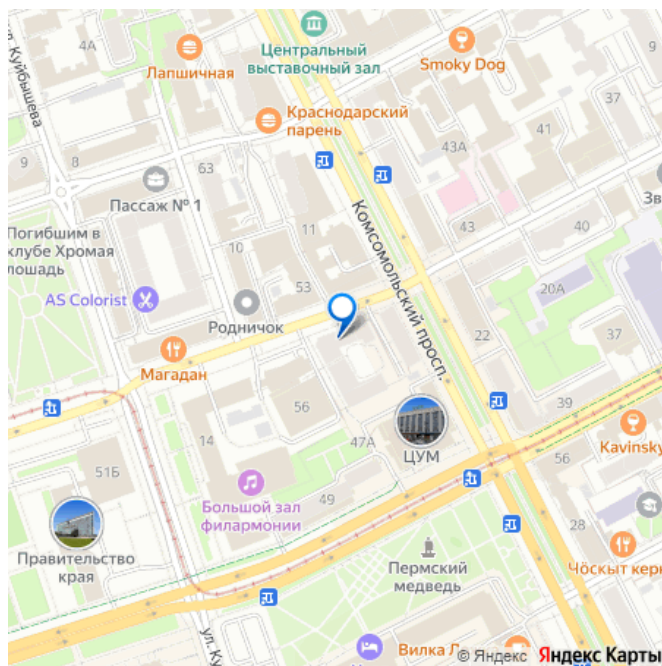 ул. Куйбышева
4А
Лапшичная
Центральный
выставочный зал
Smoky Dog
37
41
Краснодарский
парень
43А
9
8
63
Пассаж № 1
Зв
43
40
11
10
Погибшим в
клубе Хромая
лошадь
Комсомольский просп.
53
AS Colorist
Родничок
20А
22
37
Магадан
39
56
14
47А
ЦУМ
Kavinsky
56
51Б
Большой зал
филармонии
49
28
Правительство
края
Пермский
медведь
Чӧскыт керк
ул. Ку
Вилка Л
© Яндекс Яндекс Карты